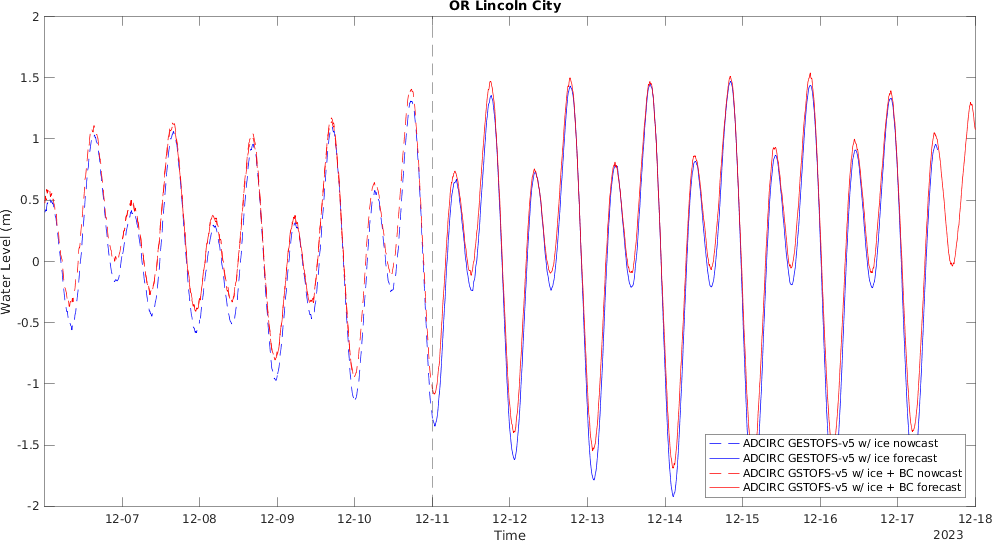 OR Lincoln City
2
1.5
1
0.5
0
-0.5
-1
-1.5
-2
Water Level (m)
12-07 12-08 12-09 12-10 12-11 12-12 12-13 12-14 12-15 12-16 12-17 12-18
Time
2023
ADCIRC GESTOFS-v5 w/ ice nowcast
ADCIRC GESTOFS-v5 w/ ice forecast
ADCIRC GSTOFS-v5 w/ ice + BC nowcast
ADCIRC GSTOFS-v5 w/ ice + BC forecast